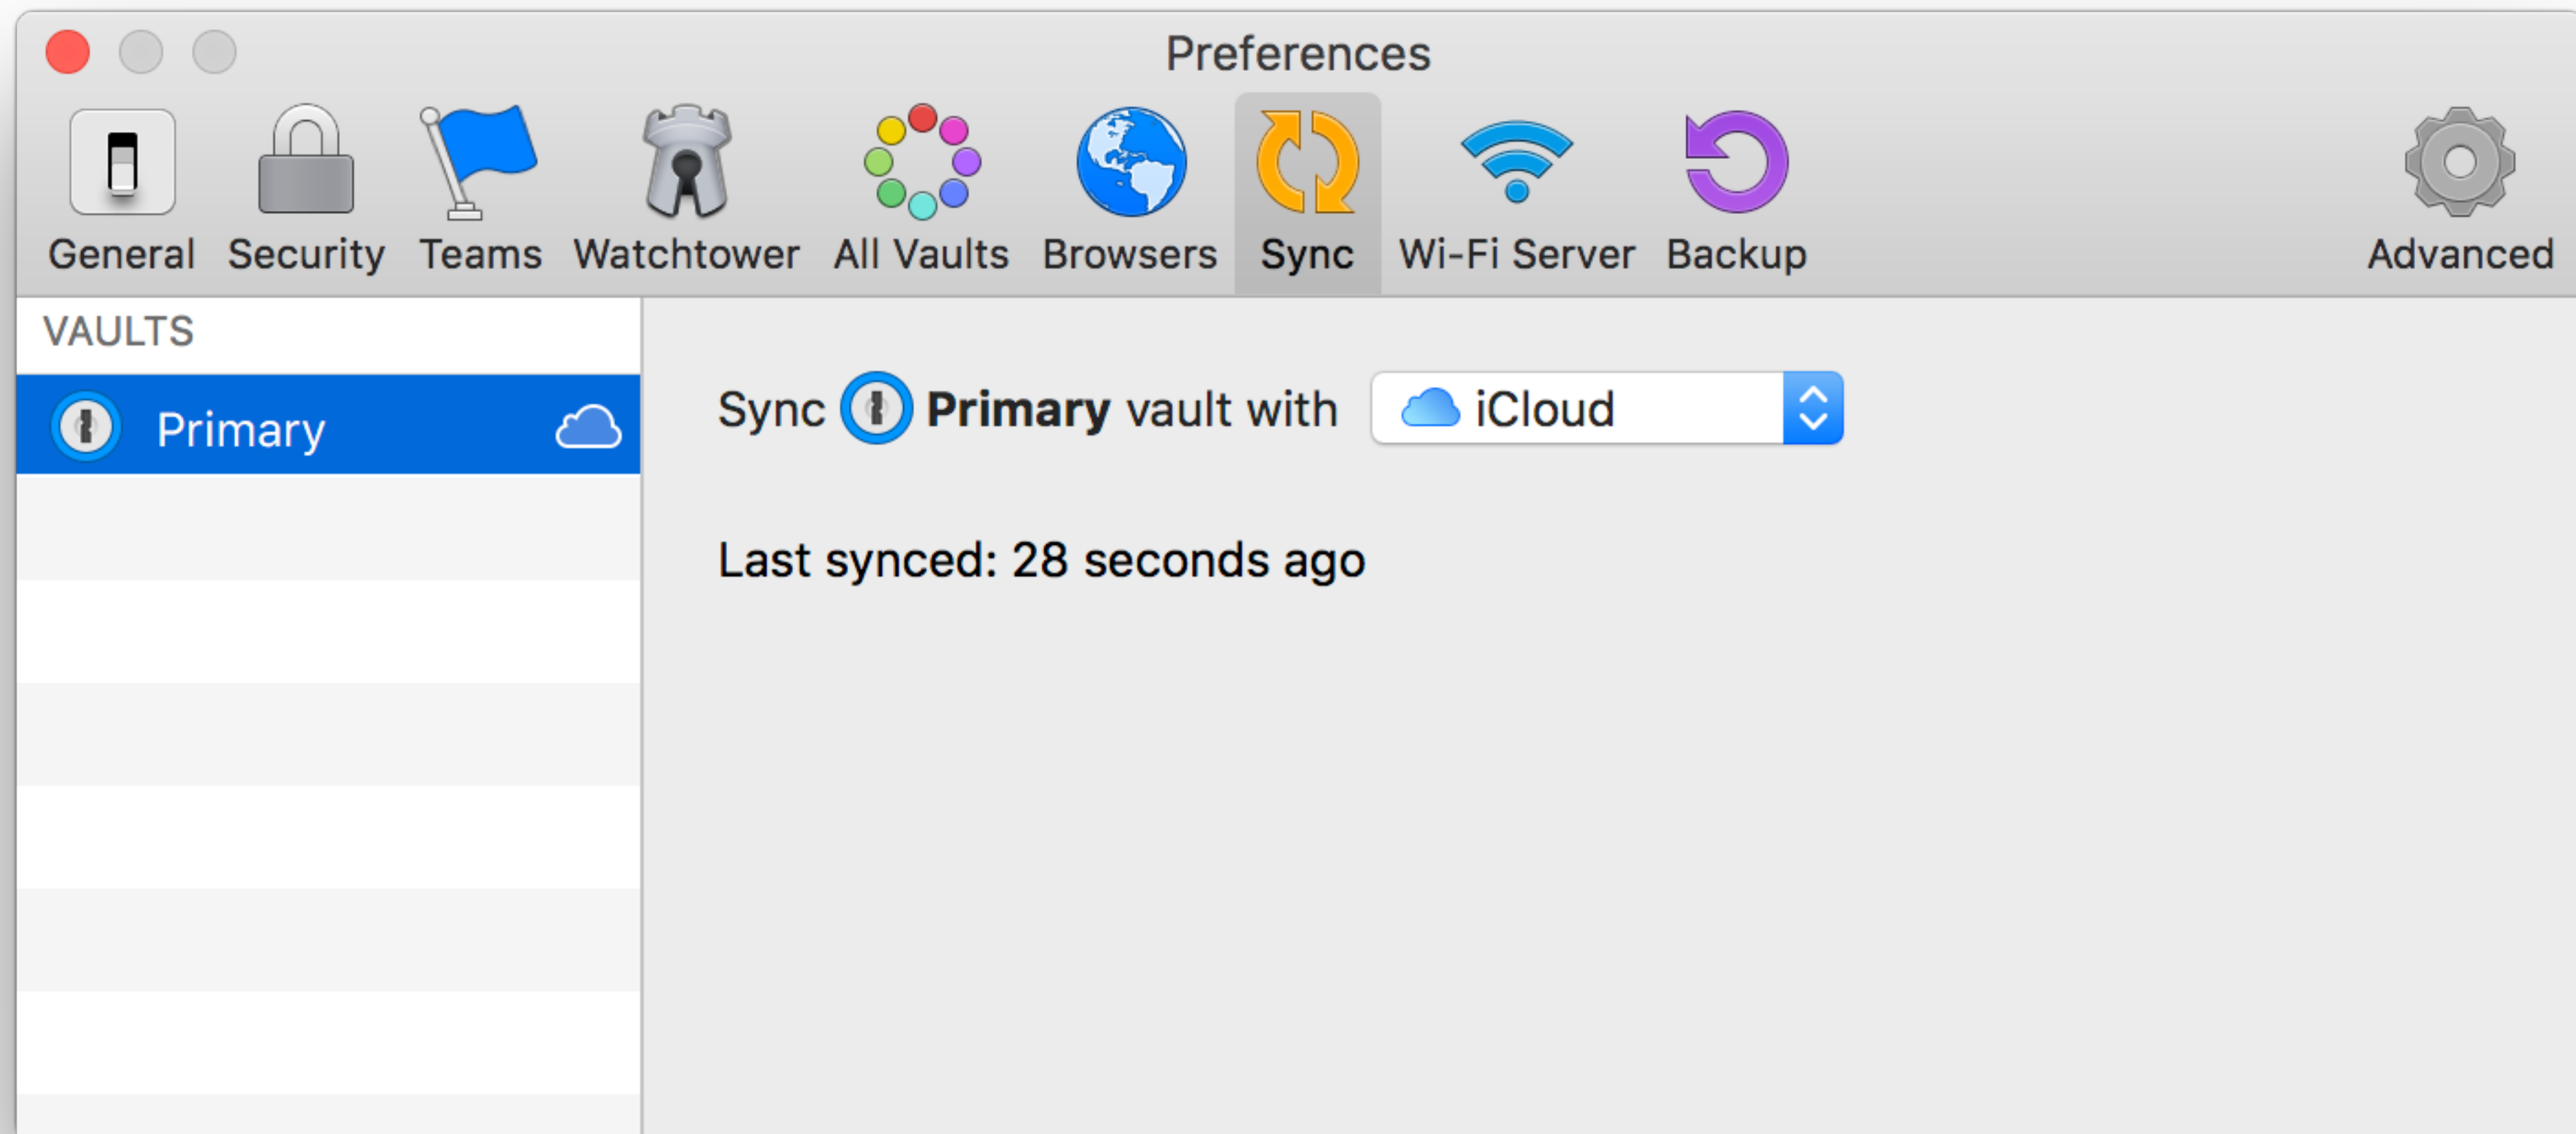 Preferences
General Security Teams Watchtower All Vaults Browsers Sync Wi-Fi Server Backup Advanced
VAULTS
Primary
Sync Primary vault with iCloud
Last synced: 28 seconds ago